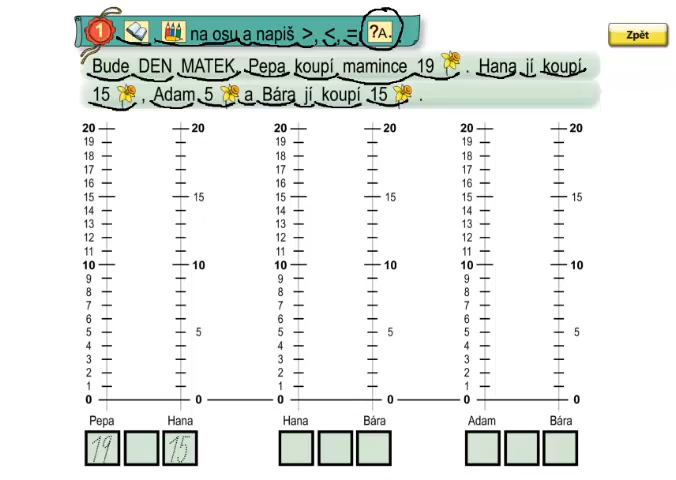 1 na osu a napiš >, <, = ?A.
Zpět
Bude DEN MATEK. Pepa koupí mamince 19 . Hana jí koupí
15 , Adam 5 a Bára jí koupí 15 .
20 20 20 20 20 20
19 19 19
18 18 18
17 17 17
16 16 16
15 15 15 15 15 15
14 14 14
13 13 13
12 12 12
11 11 11
10 10 10 10 10 10
9 9 9
8 8 8
7 7 7
6 6 6
5 5 5 5 5 5
4 4 4
3 3 3
2 2 2
1 1 1
0 0 0 0 0 0
Pepa Hana Hana Bára Adam Bára
19 15